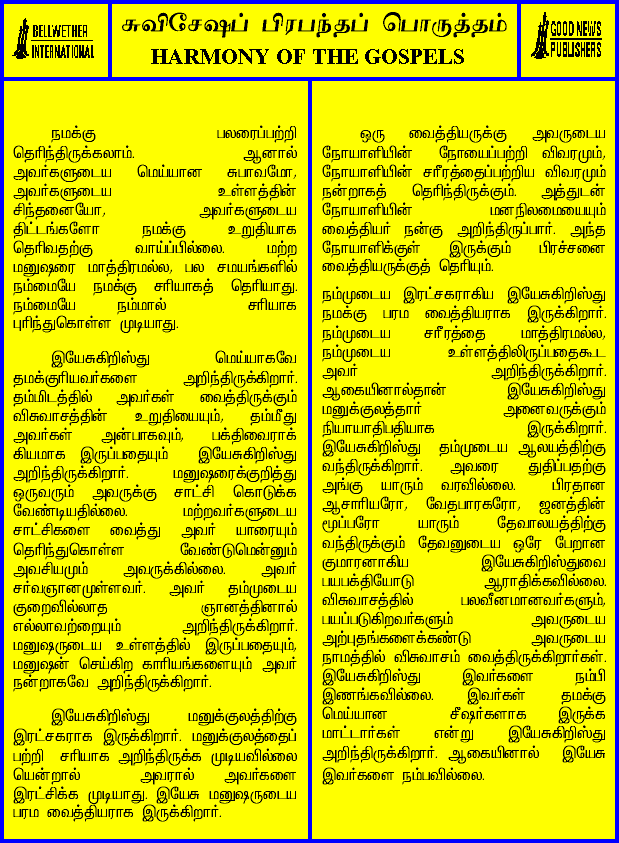 BELLWETHER
INTERNATIONAL
சுவிசேஷப் பிரபந்தப் பொருத்தம்
HARMONY OF THE GOSPELS
GOOD NEWS
PUBLISHERS
நமக்கு பலரைப்பற்றி
தெரிந்திருக்கலாம். ஆனால்
அவர்களுடைய மெய்யான சுபாவமோ,
அவர்களுடைய உள்ளத்தின்
சிந்தனையோ, அவர்களுடைய
திட்டங்களோ நமக்கு உறுதியாக
தெரிவதற்கு வாய்ப்பில்லை. மற்ற
மனுஷரை மாத்திரமல்ல, பல சமயங்களில்
நம்மையே நமக்கு சரியாகத் தெரியாது.
நம்மையே நம்மால் சரியாக
புரிந்துகொள்ள முடியாது.
இயேசுகிறிஸ்து மெய்யாகவே
தமக்குரியவர்களை அறிந்திருக்கிறார்.
தம்மிடத்தில் அவர்கள் வைத்திருக்கும்
விசுவாசத்தின் உறுதியையும், தம்மீது
அவர்கள் அன்பாகவும், பக்திவைராக்
கியமாக இருப்பதையும் இயேசுகிறிஸ்து
அறிந்திருக்கிறார். மனுஷரைக்குறித்து
ஒருவரும் அவருக்கு சாட்சி கொடுக்க
வேண்டியதில்லை. மற்றவர்களுடைய
சாட்சிகளை வைத்து அவர் யாரையும்
தெரிந்துகொள்ள வேண்டுமென்னும்
அவசியமும் அவருக்கில்லை. அவர்
சர்வஞானமுள்ளவர். அவர் தம்முடைய
குறைவில்லாத ஞானத்தினால்
எல்லாவற்றையும் அறிந்திருக்கிறார்.
மனுஷருடைய உள்ளத்தில் இருப்பதையும்,
மனுஷன் செய்கிற காரியங்களையும் அவர்
நன்றாகவே அறிந்திருக்கிறார்.
இயேசுகிறிஸ்து மனுக்குலத்திற்கு
இரட்சகராக இருக்கிறார். மனுக்குலத்தைப்
பற்றி சரியாக அறிந்திருக்க முடியவில்லை
யென்றால் அவரால் அவர்களை
இரட்சிக்க முடியாது. இயேசு மனுஷருடைய
பரம வைத்தியராக இருக்கிறார்.
ஒரு வைத்தியருக்கு அவருடைய
நோயாளியின் நோயைப்பற்றி விவரமும்,
நோயாளியின் சரீரத்தைப்பற்றிய விவரமும்
நன்றாகத் தெரிந்திருக்கும். அத்துடன்
நோயாளியின் மனநிலமையையும்
வைத்தியர் நன்கு அறிந்திருப்பார். அந்த
நோயாளிக்குள் இருக்கும் பிரச்சனை
வைத்தியருக்குத் தெரியும்.
நம்முடைய இரட்சகராகிய இயேசுகிறிஸ்து
நமக்கு பரம வைத்தியராக இருக்கிறார்.
நம்முடைய சரீரத்தை மாத்திரமல்ல,
நம்முடைய உள்ளத்திலிருப்பதைகூட
அவர் அறிந்திருக்கிறார்.
ஆகையினால்தான் இயேசுகிறிஸ்து
மனுக்குலத்தார் அனைவருக்கும்
நியாயாதிபதியாக இருக்கிறார்.
இயேசுகிறிஸ்து தம்முடைய ஆலயத்திற்கு
வந்திருக்கிறார். அவரை துதிப்பதற்கு
அங்கு யாரும் வரவில்லை. பிரதான
ஆசாரியரோ, வேதபாரகரோ, ஜனத்தின்
மூப்பரோ யாரும் தேவாலயத்திற்கு
வந்திருக்கும் தேவனுடைய ஒரே பேறான
குமாரனாகிய இயேசுகிறிஸ்துவை
பயபக்தியோடு ஆராதிக்கவில்லை.
விசுவாசத்தில் பலவீனமானவர்களும்,
பயப்படுகிறவர்களும் அவருடைய
அற்புதங்களைக்கண்டு அவருடைய
நாமத்தில் விசுவாசம் வைத்திருக்கிறார்கள்.
இயேசுகிறிஸ்து இவர்களை நம்பி
இணங்கவில்லை. இவர்கள் தமக்கு
மெய்யான சீஷர்களாக இருக்க
மாட்டார்கள் என்று இயேசுகிறிஸ்து
அறிந்திருக்கிறார். ஆகையினால் இயேசு
இவர்களை நம்பவில்லை.